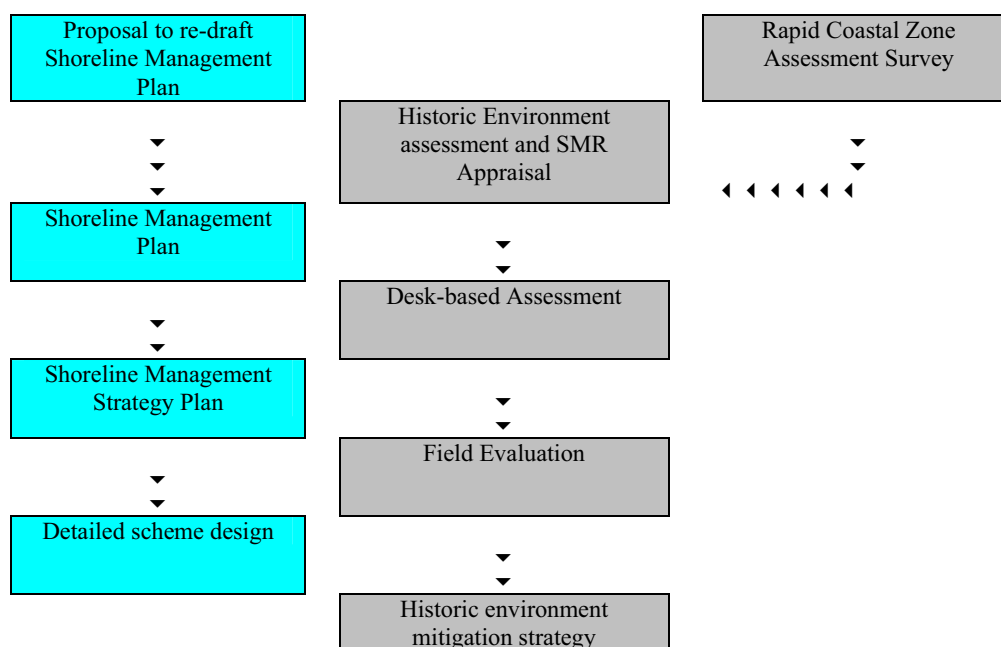 Proposal to re-draft
Shoreline Management
Plan
Rapid Coastal Zone
Assessment Survey
Historic Environment
assessment and SMR
Appraisal
Shoreline Management
Plan
Desk-based Assessment
Shoreline Management
Strategy Plan
Field Evaluation
Detailed scheme design
Historic environment
mitigation strategy